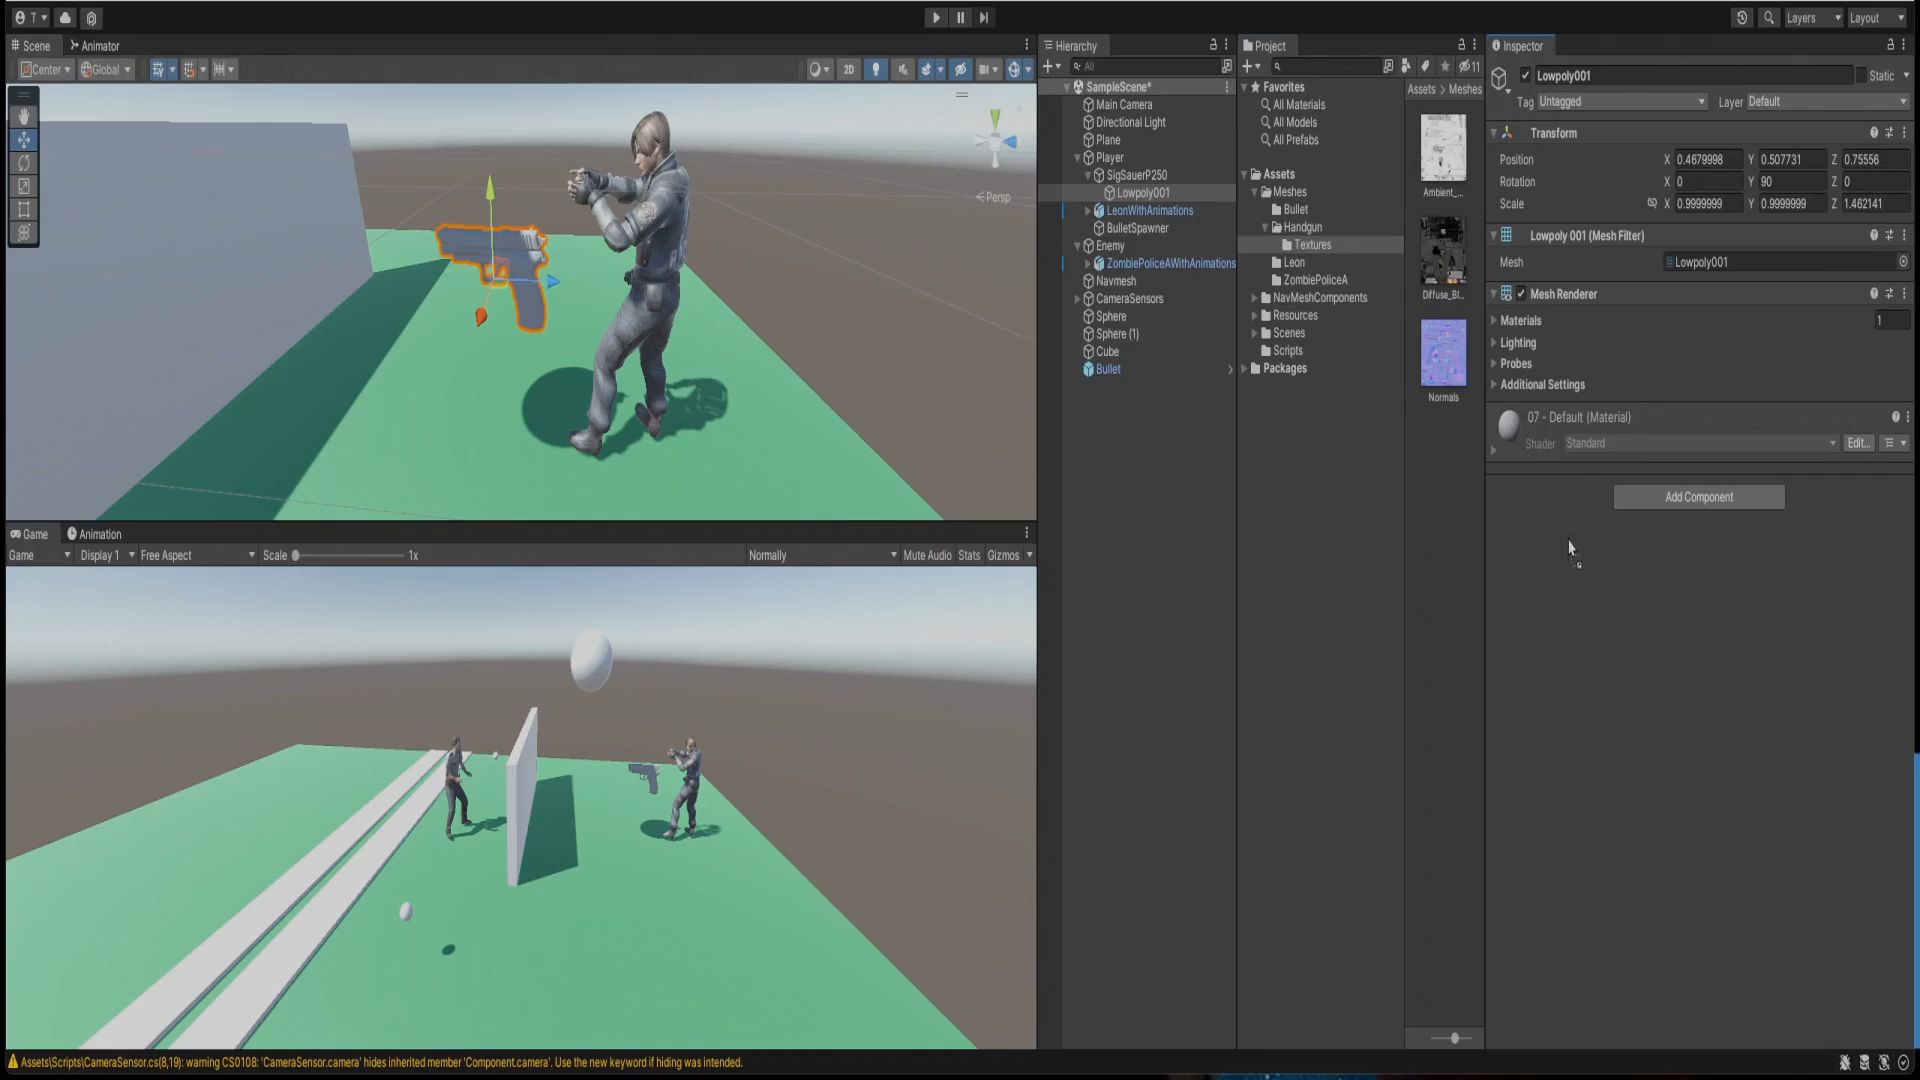 T
Layers
Layout
Scene
Animator
Center
Global
2D
Persp
Game
Animation
Game
Display 1
Free Aspect
Scale
1x
Normally
Mute Audio
Stats
Gizmos
Hierarchy
All
SampleScene*
Main Camera
Directional Light
Plane
Player
SigSauerP250
Lowpoly001
LeonWithAnimations
BulletSpawner
Enemy
ZombiePoliceAWithAnimations
Navmesh
CameraSensors
Sphere
Sphere (1)
Cube
Bullet
Project
11
Favorites
All Materials
All Models
All Prefabs
Assets
Meshes
Bullet
Handgun
Textures
Leon
ZombiePoliceA
NavMeshComponents
Resources
Scenes
Scripts
Packages
Assets > Meshes
Ambient_...
Diffuse_Bl...
Normals
Inspector
Lowpoly001
Static
Tag Untagged
Layer Default
Transform
Position X 0.4679998 Y 0.507731 Z 0.75556
Rotation X 0 Y 90 Z 0
Scale X 0.9999999 Y 0.9999999 Z 1.462141
Lowpoly 001 (Mesh Filter)
Mesh Lowpoly001
Mesh Renderer
Materials 1
Lighting
Probes
Additional Settings
07 - Default (Material)
Shader Standard Edit...
Add Component
Assets\Scripts\CameraSensor.cs(8,19): warning CS0108: 'CameraSensor.camera' hides inherited member 'Component.camera'. Use the new keyword if hiding was intended.